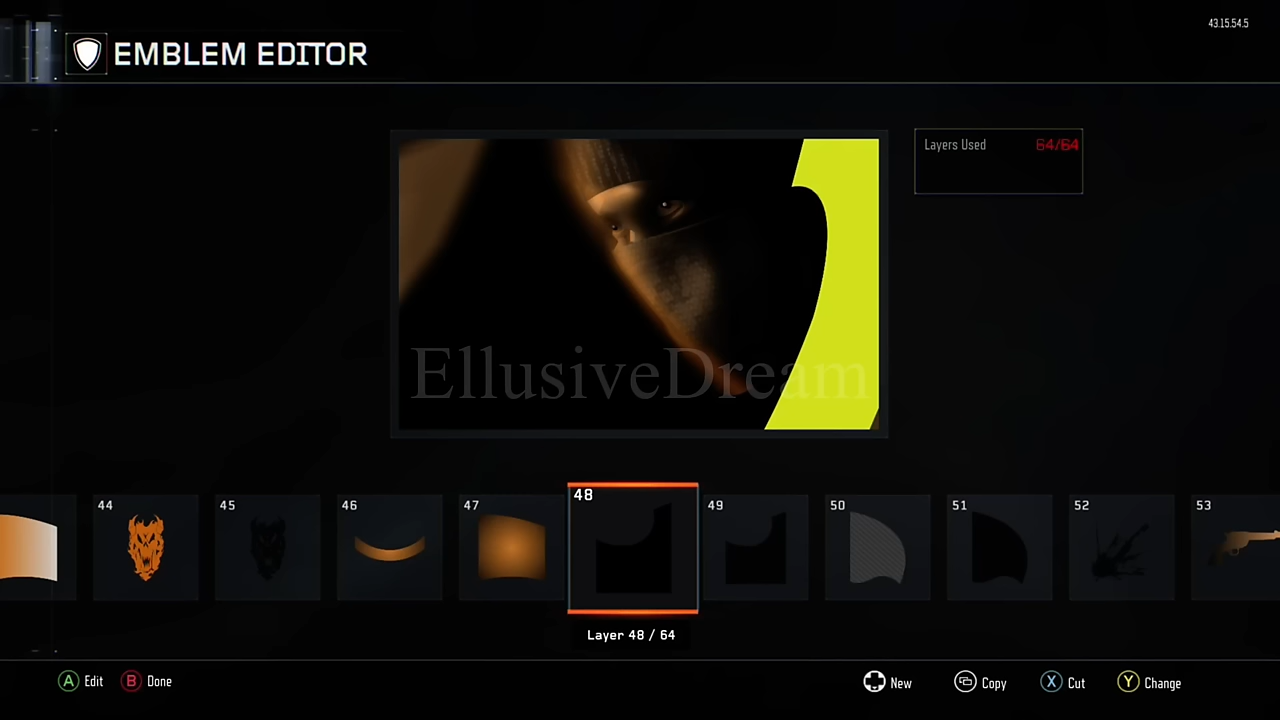 43.15.54.5
EMBLEM EDITOR
Layers Used 64/64
EllusiveDream
44 45 46 47 48 49 50 51 52 53
Layer 48 / 64
A Edit B Done New Copy X Cut Y Change